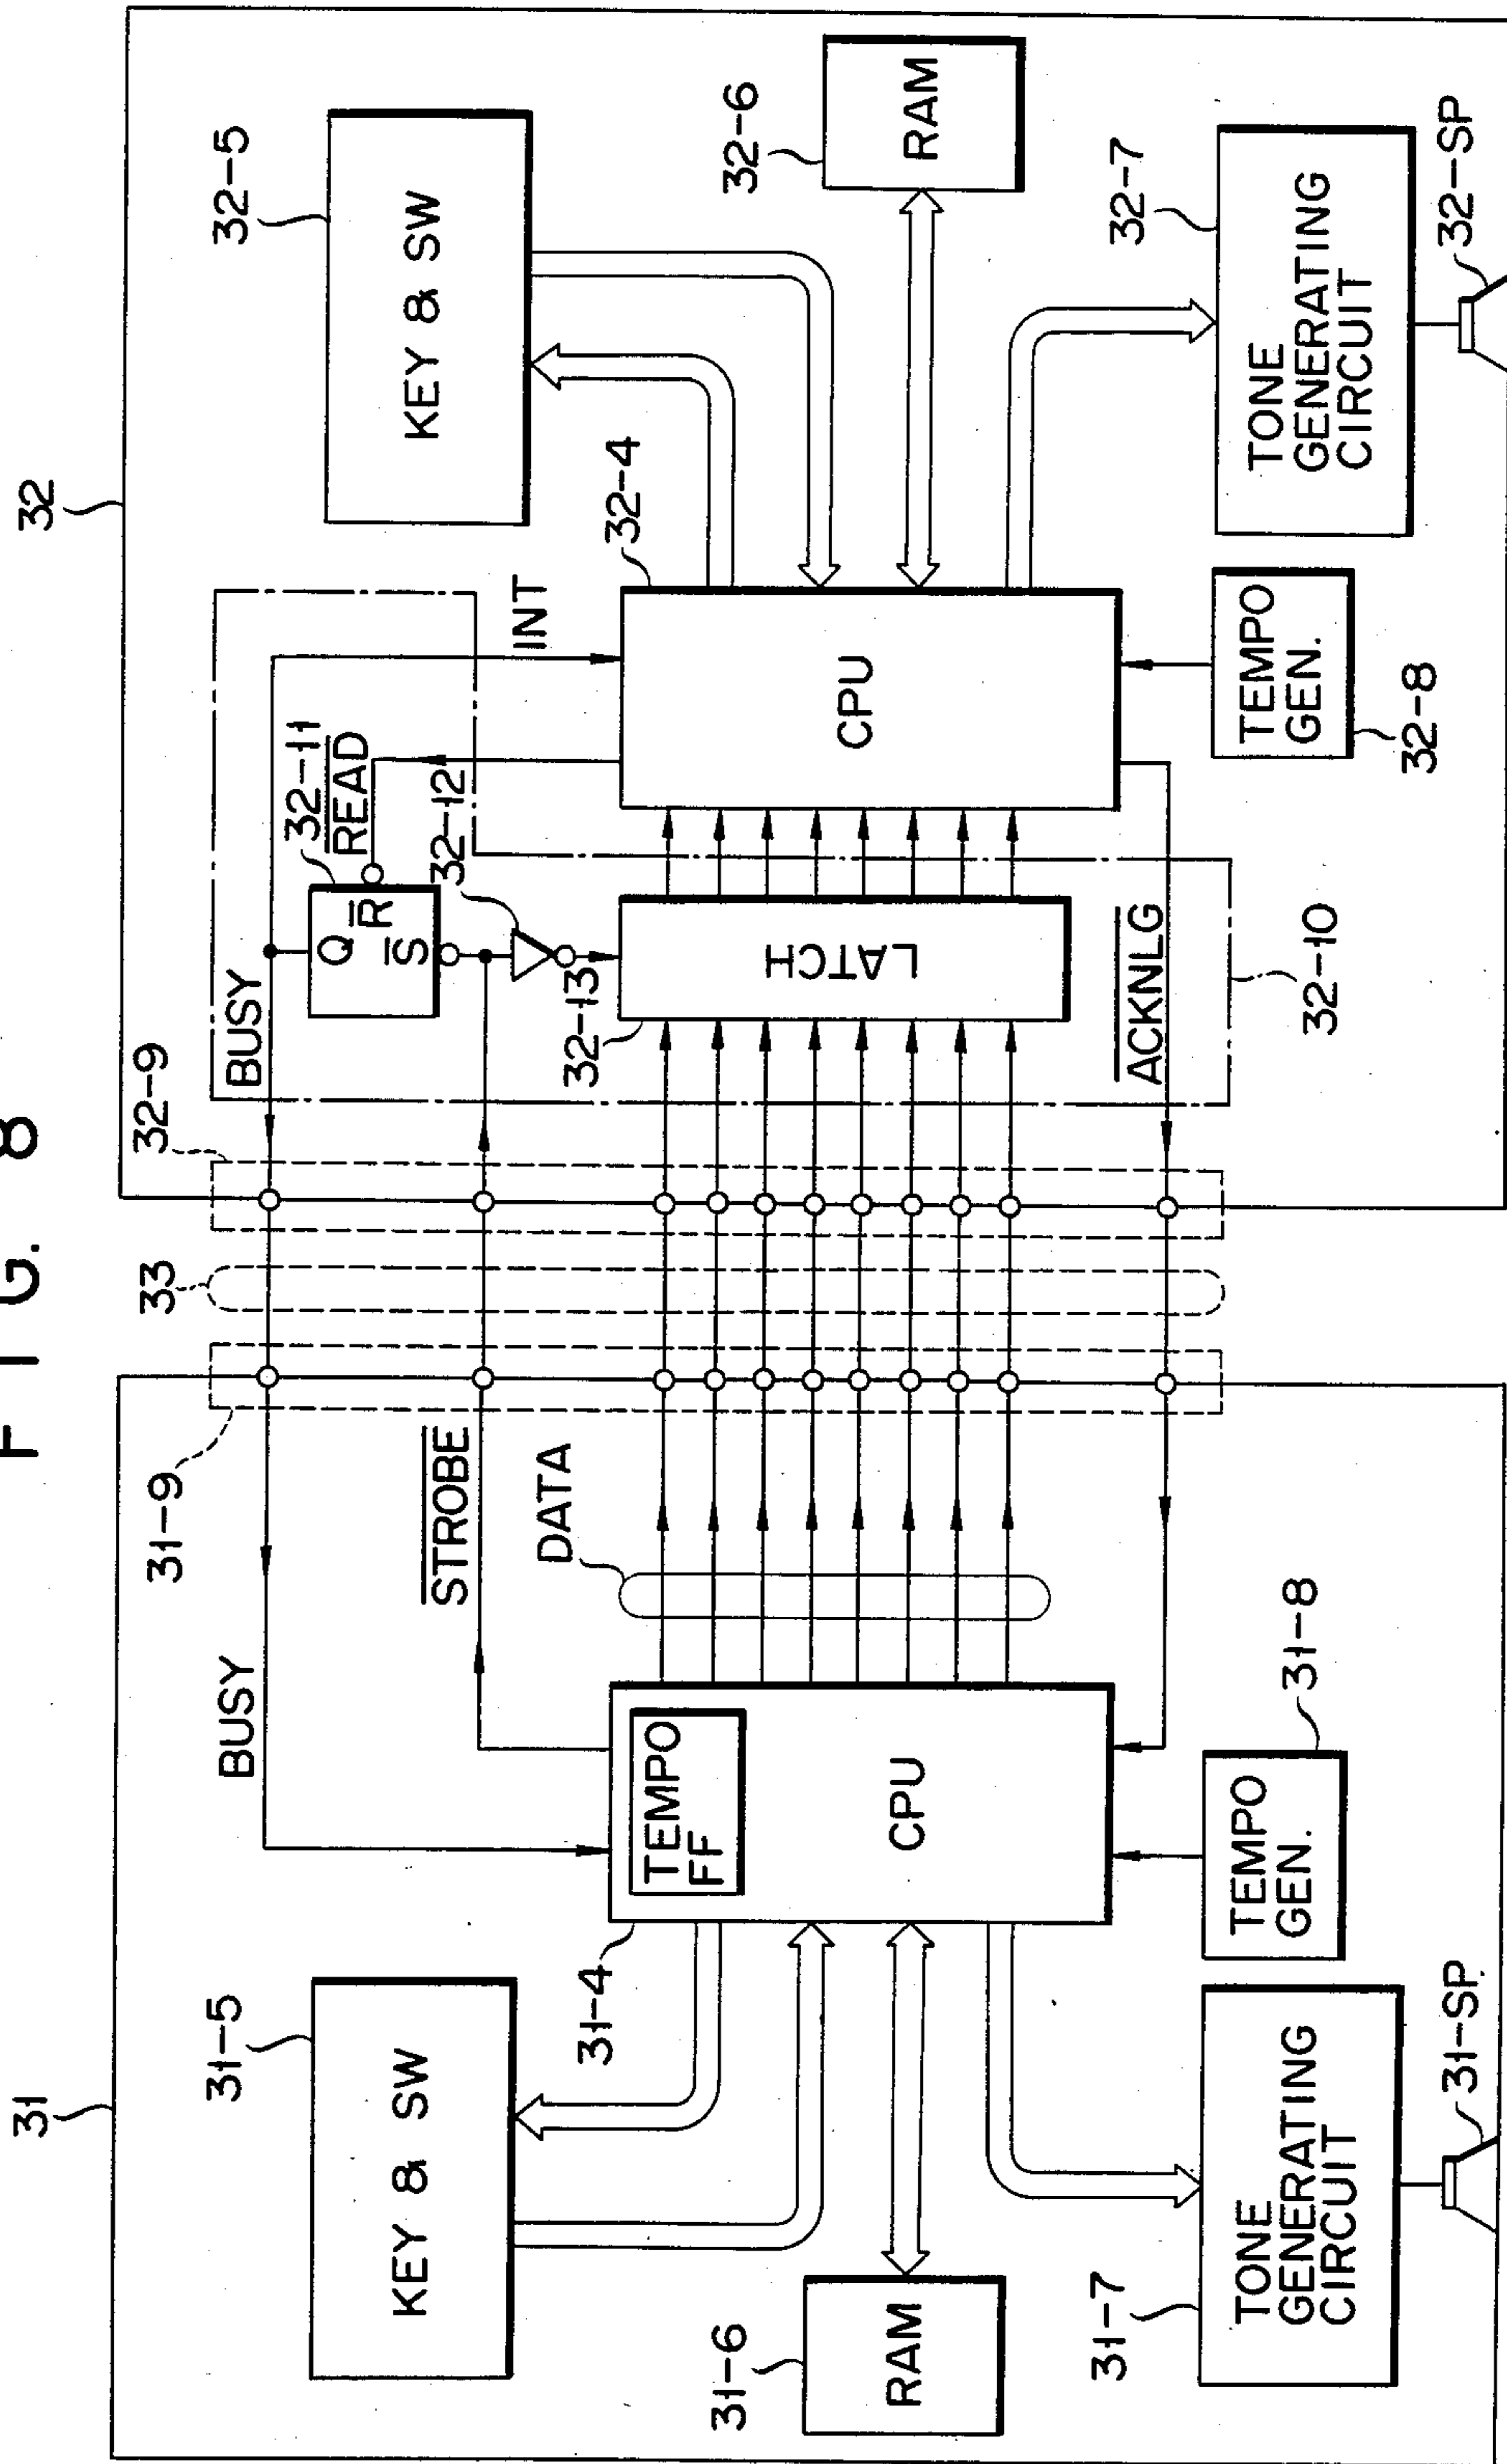 FIG. 8
31
32
31-5
KEY & SW
31-9
33
32-9
BUSY
BUSY
STROBE
DATA
32-11
READ
Q
R
S
32-12
INT
32-5
KEY & SW
31-4
TEMPO
FF
CPU
32-13
LATCH
32-4
CPU
31-6
RAM
32-6
RAM
ACKNLG
32-10
31-7
TONE
GENERATING
CIRCUIT
31-8
TEMPO
GEN.
32-8
TEMPO
GEN.
32-7
TONE
GENERATING
CIRCUIT
31-SP
32-SP